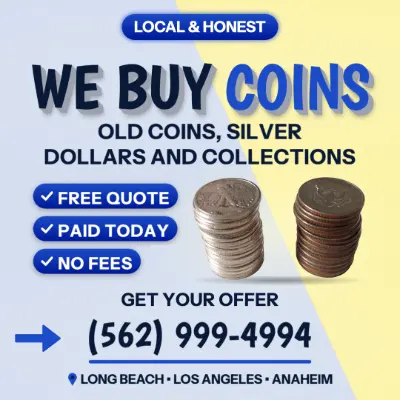 LOCAL & HONEST
WE BUY COINS
OLD COINS, SILVER
DOLLARS AND COLLECTIONS
FREE QUOTE
PAID TODAY
NO FEES
GET YOUR OFFER
(562) 999-4994
LONG BEACH • LOS ANGELES • ANAHEIM